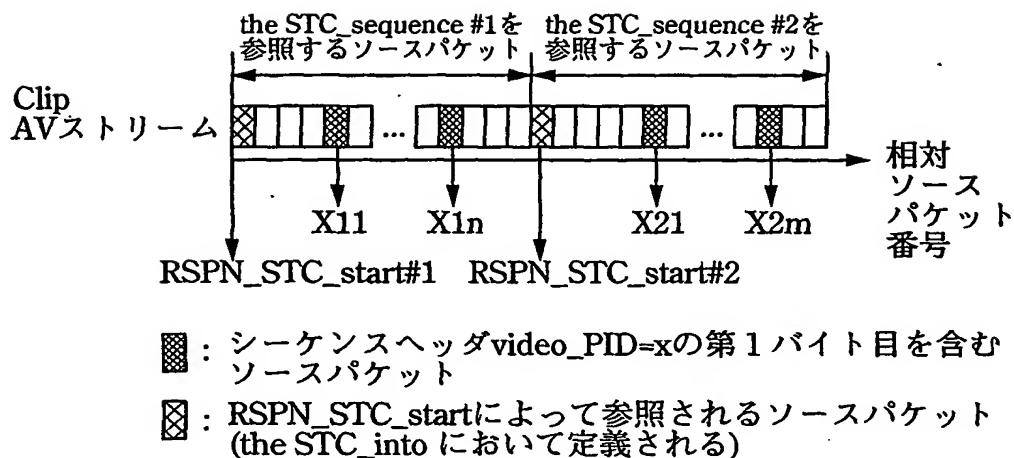 the STC_sequence #1を
参照するソースパケット
the STC_sequence #2を
参照するソースパケット
Clip
AVストリーム
...
...
相対
ソース
パケット
番号
X11
X1n
X21
X2m
RSPN_STC_start#1
RSPN_STC_start#2
: シーケンスヘッダvideo_PID=xの第１バイト目を含む
ソースパケット
: RSPN_STC_startによって参照されるソースパケット
(the STC_into において定義される)